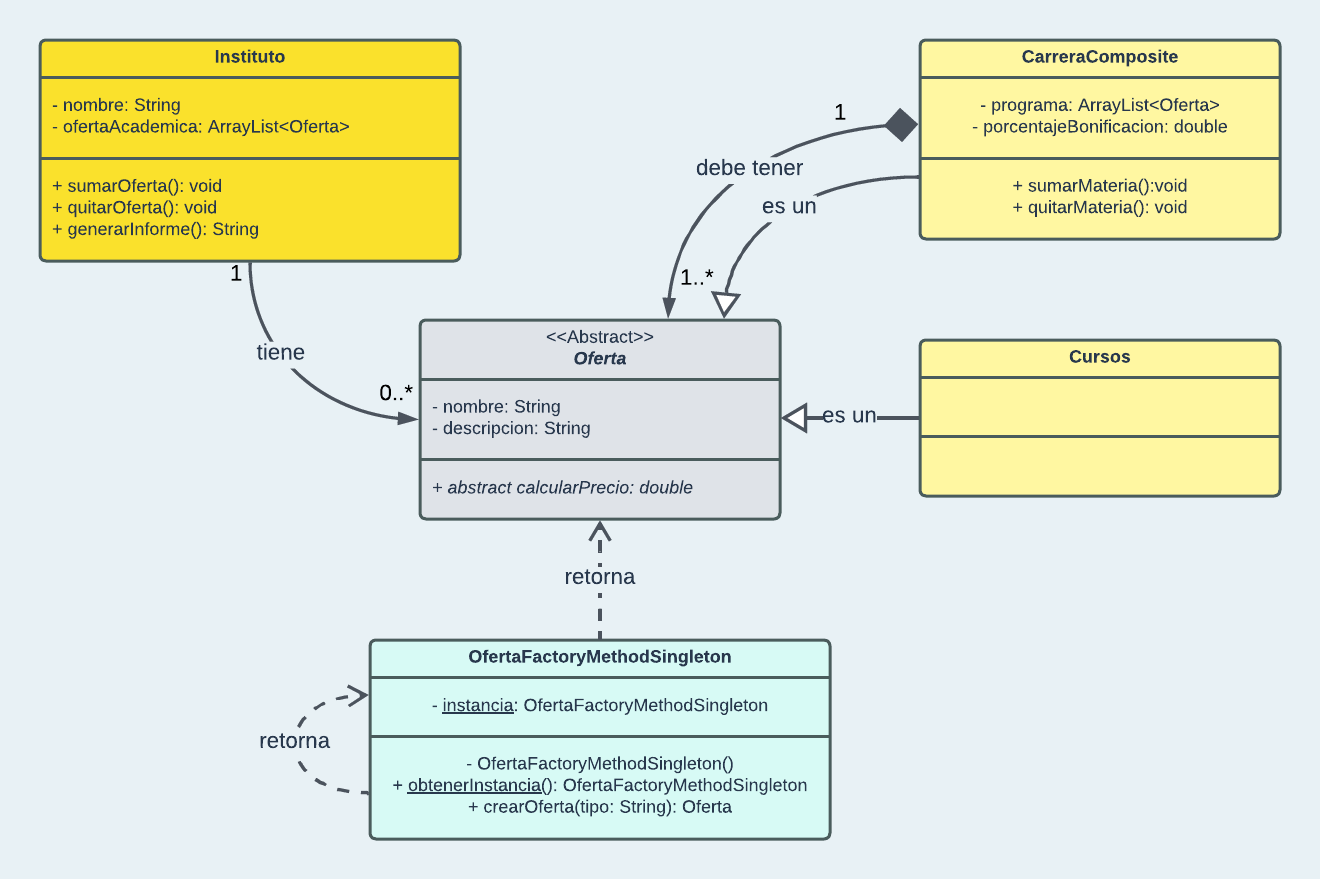 Instituto
- nombre: String
- ofertaAcademica: ArrayList<Oferta>
+ sumarOferta(): void
+ quitarOferta(): void
+ generarInforme(): String
CarreraComposite
- programa: ArrayList<Oferta>
- porcentajeBonificacion: double
+ sumarMateria():void
+ quitarMateria(): void
1
debe tener
es un
1..*
1
tiene
0..*
<<Abstract>>
Oferta
- nombre: String
- descripcion: String
+ abstract calcularPrecio: double
Cursos
es un
retorna
OfertaFactoryMethodSingleton
- instancia: OfertaFactoryMethodSingleton
- OfertaFactoryMethodSingleton()
+ obtenerInstancia(): OfertaFactoryMethodSingleton
+ crearOferta(tipo: String): Oferta
retorna